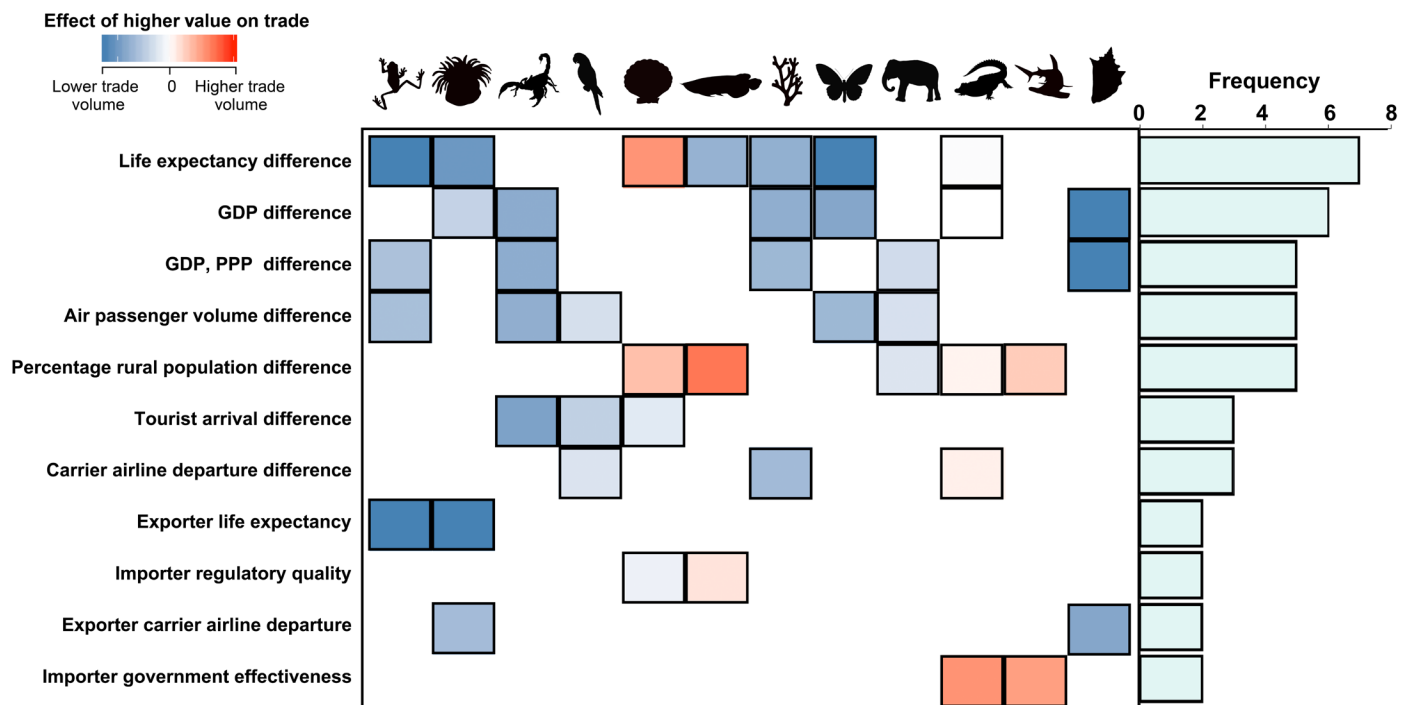 Effect of higher value on trade
Lower trade volume
0
Higher trade volume
Frequency
0 2 4 6 8
Life expectancy difference
GDP difference
GDP, PPP  difference
Air passenger volume difference
Percentage rural population difference
Tourist arrival difference
Carrier airline departure difference
Exporter life expectancy
Importer regulatory quality
Exporter carrier airline departure
Importer government effectiveness